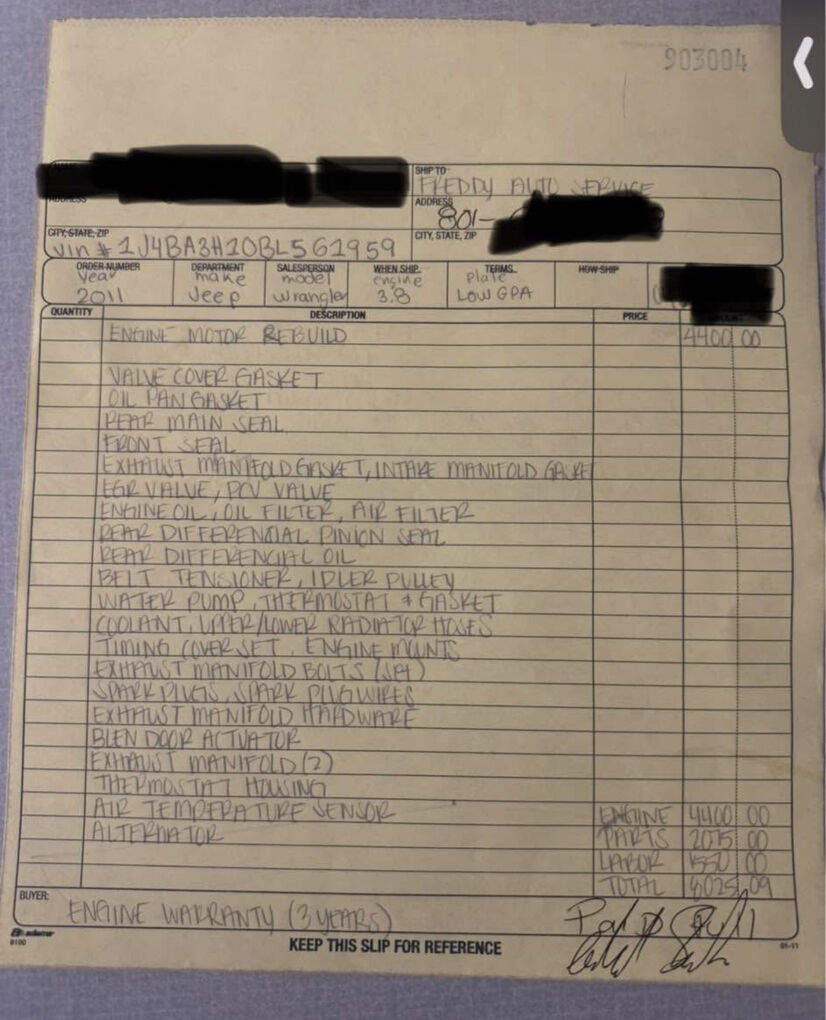 903004
SHIP TO
FREDDY AUTO SERVICE
ADDRESS
ADDRESS
801-
CITY, STATE, ZIP
CITY, STATE, ZIP
Vin # 1J4BA3H10BL561959
ORDER NUMBER DEPARTMENT SALESPERSON WHEN SHIP TERMS HOW SHIP
Year make model engine Plate
2011 Jeep Wrangler 3.8 LOWGPA
QUANTITY DESCRIPTION PRICE
ENGINE MOTOR REBUILD 4400 00
VALVE COVER GASKET
OIL PAN GASKET
REAR MAIN SEAL
FRONT SEAL
EXHAUST MANIFOLD GASKET, INTAKE MANIFOLD GASKET
EGR VALVE, PCV VALVE
ENGINE OIL, OIL FILTER, AIR FILTER
REAR DIFFERENTIAL PINION SEAL
REAR DIFFERENCIAL OIL
BELT TENSIONER, IDLER PULLEY
WATER PUMP, THERMOSTAT & GASKET
COOLANT, UPPER/LOWER RADIATOR HOSES
TIMING COVER SET, ENGINE MOUNTS
EXHAUST MANIFOLD BOLTS (SET)
SPARK PLUGS, SPARK PLUG WIRES
EXHAUST MANIFOLD HARDWARE
BLEN DOOR ACTUATOR
EXHAUST MANIFOLD (2)
THERMOSTAT HOUSING
AIR TEMPERATURE SENSOR ENGINE 4400 00
ALTERNATOR PARTS 2075 00
LABOR 1550 00
TOTAL 8025.09
BUYER:
ENGINE WARRANTY (3 YEARS)
adams
8100
KEEP THIS SLIP FOR REFERENCE
01-11